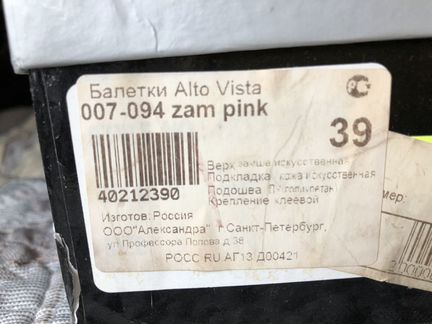 Балетки Alto Vista
007-094 zam pink
39
40212390
Верх замша искусственная
Подкладка кожа искусственная
Подошва ПУ
Крепление клеевой
Изготов: Россия
ООО"Александра" г.Санкт-Петербург,
ул Профессора Попова д 38
РОСС RU АГ13 Д00421
мер: